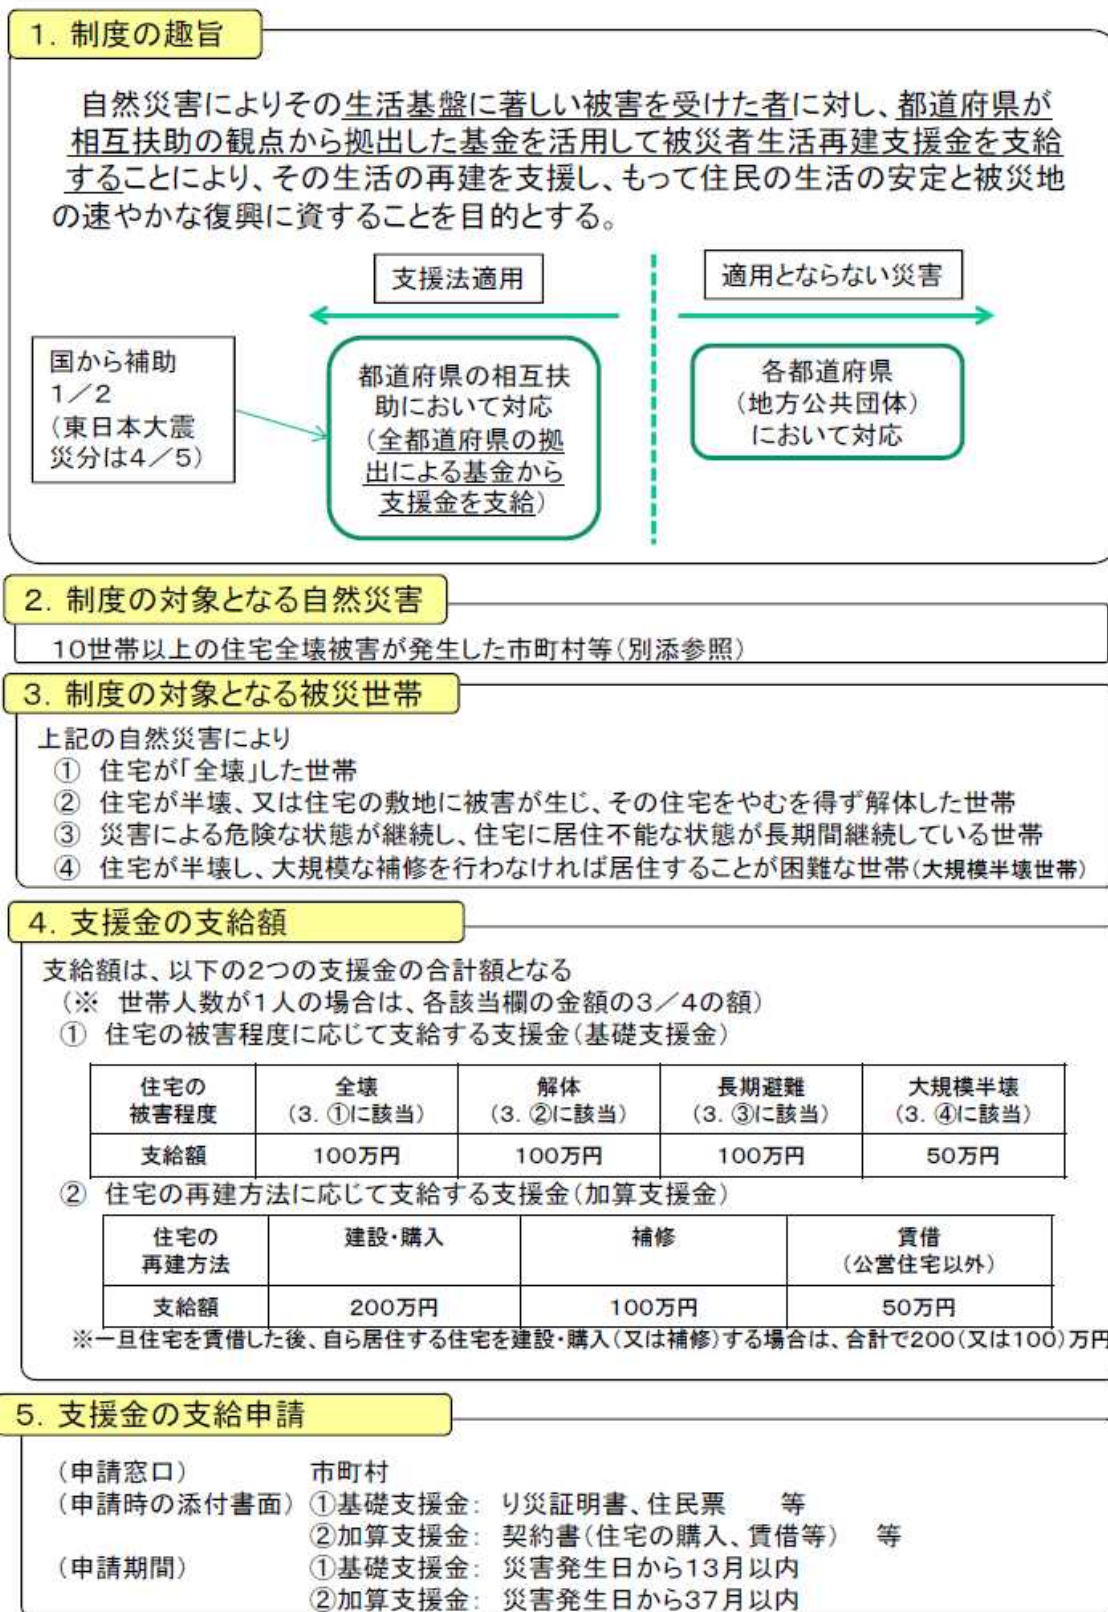 1．制度の趣旨
自然災害によりその生活基盤に著しい被害を受けた者に対し、都道府県が
相互扶助の観点から拠出した基金を活用して被災者生活再建支援金を支給
することにより、その生活の再建を支援し、もって住民の生活の安定と被災地
の速やかな復興に資することを目的とする。
支援法適用
適用とならない災害
国から補助
1／2
（東日本大震
災分は4／5）
都道府県の相互扶
助において対応
（全都道府県の拠
出による基金から
支援金を支給）
各都道府県
（地方公共団体）
において対応
2．制度の対象となる自然災害
10世帯以上の住宅全壊被害が発生した市町村等（別添参照）
3．制度の対象となる被災世帯
上記の自然災害により
① 住宅が「全壊」した世帯
② 住宅が半壊、又は住宅の敷地に被害が生じ、その住宅をやむを得ず解体した世帯
③ 災害による危険な状態が継続し、住宅に居住不能な状態が長期間継続している世帯
④ 住宅が半壊し、大規模な補修を行わなければ居住することが困難な世帯（大規模半壊世帯）
4．支援金の支給額
支給額は、以下の2つの支援金の合計額となる
（※ 世帯人数が1人の場合は、各該当欄の金額の3／4の額）
① 住宅の被害程度に応じて支給する支援金（基礎支援金）
住宅の 全壊 解体 長期避難 大規模半壊
被害程度 （3．①に該当） （3．②に該当） （3．③に該当） （3．④に該当）
支給額 100万円 100万円 100万円 50万円
② 住宅の再建方法に応じて支給する支援金（加算支援金）
住宅の 建設・購入 補修 賃借
再建方法 （公営住宅以外）
支給額 200万円 100万円 50万円
※一旦住宅を賃借した後、自ら居住する住宅を建設・購入（又は補修）する場合は、合計で200（又は100）万円
5．支援金の支給申請
（申請窓口） 市町村
（申請時の添付書面） ①基礎支援金： り災証明書、住民票 等
②加算支援金： 契約書（住宅の購入、賃借等） 等
（申請期間） ①基礎支援金： 災害発生日から13月以内
②加算支援金： 災害発生日から37月以内